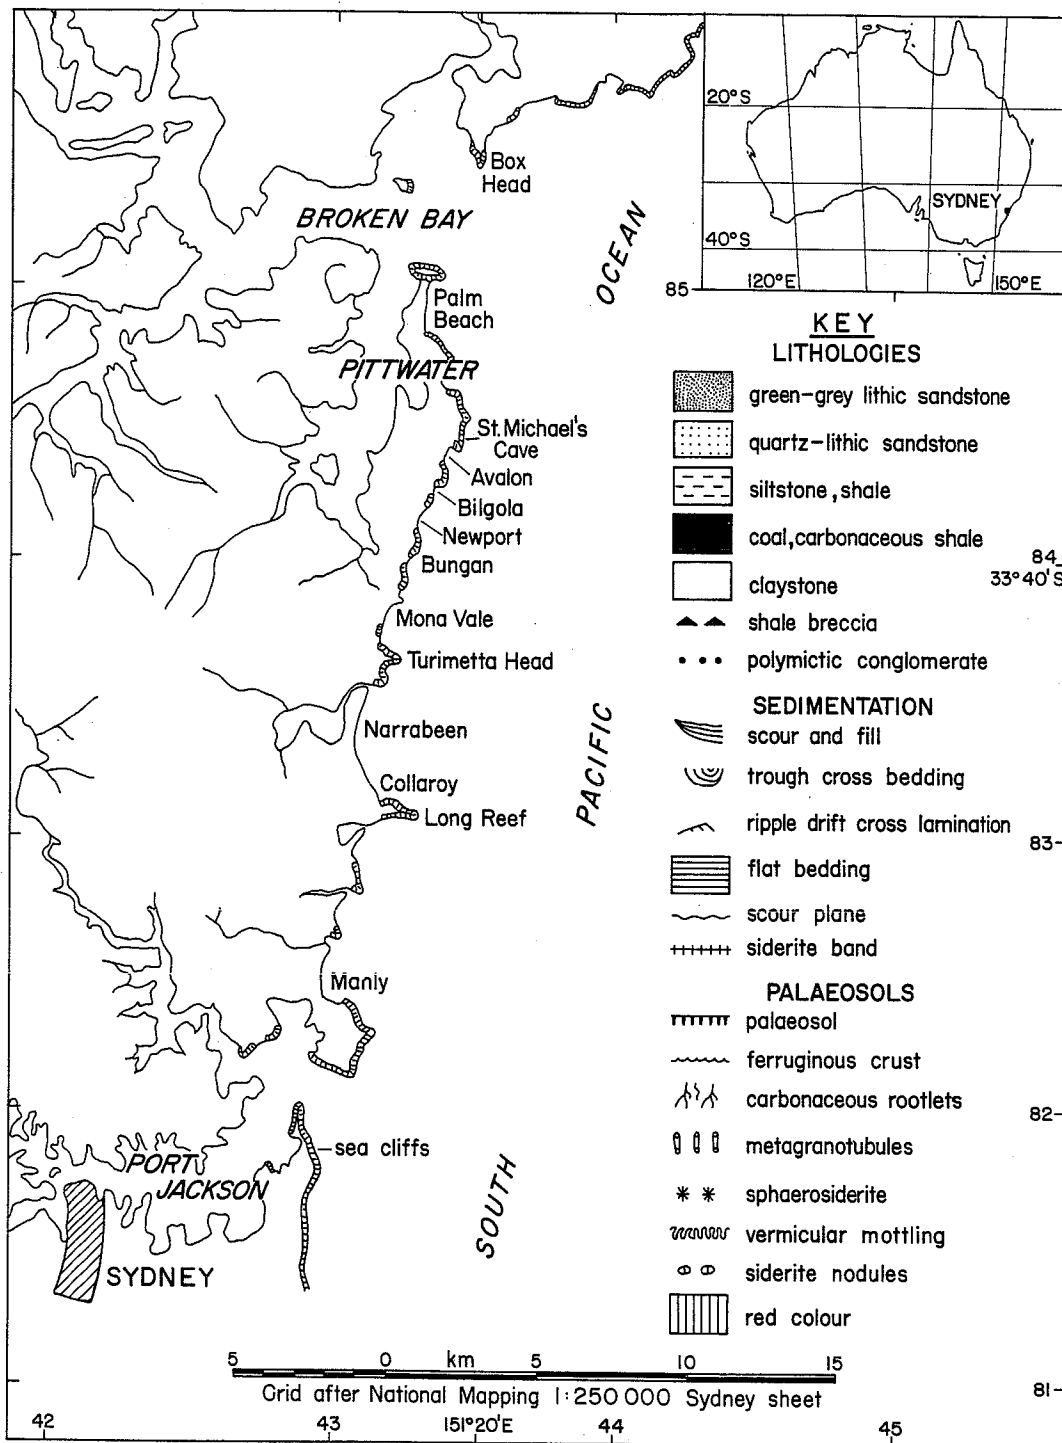 Box
Head
BROKEN BAY
Palm
Beach
PITTWATER
St. Michael's
Cave
Avalon
Bilgola
Newport
Bungan
Mona Vale
Turimetta Head
Narrabeen
Collaroy
Long Reef
Manly
sea cliffs
PORT
JACKSON
SYDNEY
SOUTH
PACIFIC
OCEAN
20°S
SYDNEY
40°S
120°E
150°E
85
KEY
LITHOLOGIES
green-grey lithic sandstone
quartz-lithic sandstone
siltstone, shale
coal, carbonaceous shale
claystone
shale breccia
polymictic conglomerate
SEDIMENTATION
scour and fill
trough cross bedding
ripple drift cross lamination
flat bedding
scour plane
siderite band
PALAEOSOLS
palaeosol
ferruginous crust
carbonaceous rootlets
metagranotubules
sphaerosiderite
vermicular mottling
siderite nodules
red colour
84
33°40'S
83
82
81
5 0 km 5 10 15
Grid after National Mapping 1:250 000 Sydney sheet
42 43 151°20'E 44 45